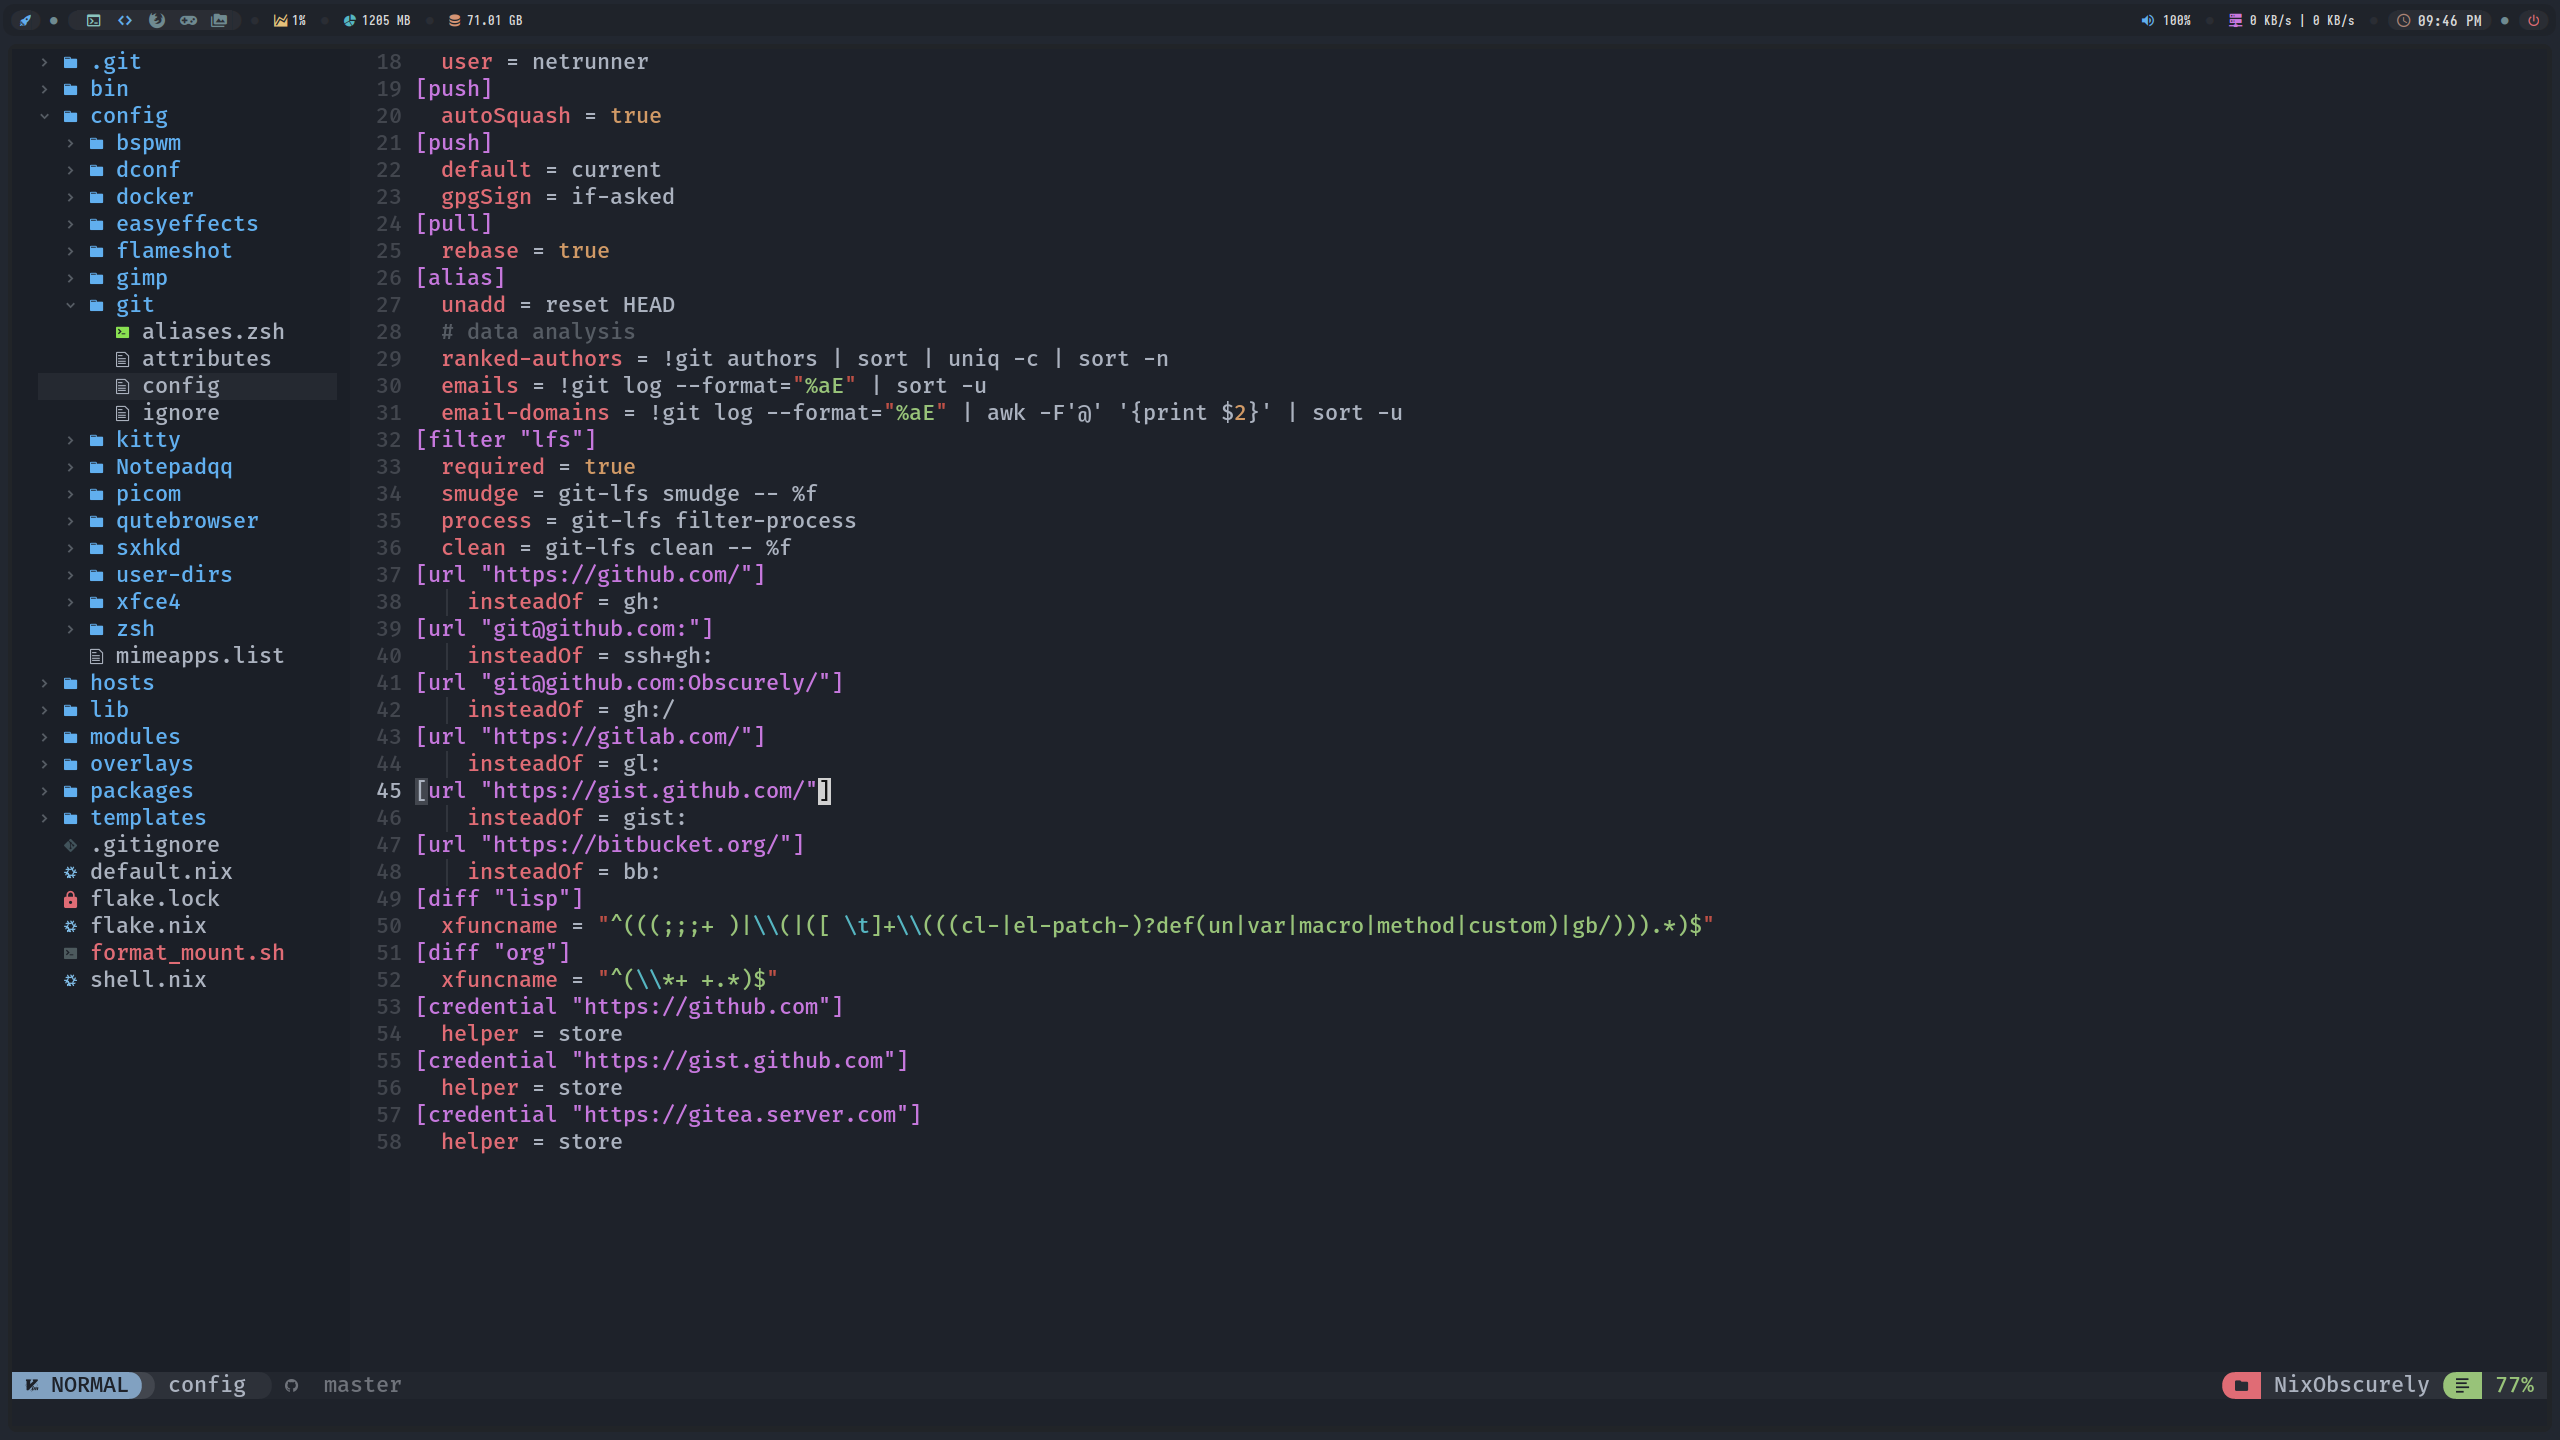 1% 1205 MB 71.01 GB 100% 0 KB/s | 0 KB/s 09:46 PM
.git
bin
config
bspwm
dconf
docker
easyeffects
flameshot
gimp
git
aliases.zsh
attributes
config
ignore
kitty
Notepadqq
picom
qutebrowser
sxhkd
user-dirs
xfce4
zsh
mimeapps.list
hosts
lib
modules
overlays
packages
templates
.gitignore
default.nix
flake.lock
flake.nix
format_mount.sh
shell.nix
18 user = netrunner
19 [push]
20 autoSquash = true
21 [push]
22 default = current
23 gpgSign = if-asked
24 [pull]
25 rebase = true
26 [alias]
27 unadd = reset HEAD
28 # data analysis
29 ranked-authors = !git authors | sort | uniq -c | sort -n
30 emails = !git log --format="%aE" | sort -u
31 email-domains = !git log --format="%aE" | awk -F'@' '{print $2}' | sort -u
32 [filter "lfs"]
33 required = true
34 smudge = git-lfs smudge -- %f
35 process = git-lfs filter-process
36 clean = git-lfs clean -- %f
37 [url "https://github.com/"]
38 insteadOf = gh:
39 [url "git@github.com:"]
40 insteadOf = ssh+gh:
41 [url "git@github.com:Obscurely/"]
42 insteadOf = gh:/
43 [url "https://gitlab.com/"]
44 insteadOf = gl:
45 [url "https://gist.github.com/"]
46 insteadOf = gist:
47 [url "https://bitbucket.org/"]
48 insteadOf = bb:
49 [diff "lisp"]
50 xfuncname = "^(((;;;+ )|\\(|([ \t]+\\(((cl-|el-patch-)?def(un|var|macro|method|custom)|gb/))).*)$"
51 [diff "org"]
52 xfuncname = "^(\\*+ +.*)$"
53 [credential "https://github.com"]
54 helper = store
55 [credential "https://gist.github.com"]
56 helper = store
57 [credential "https://gitea.server.com"]
58 helper = store
NORMAL config master NixObscurely 77%